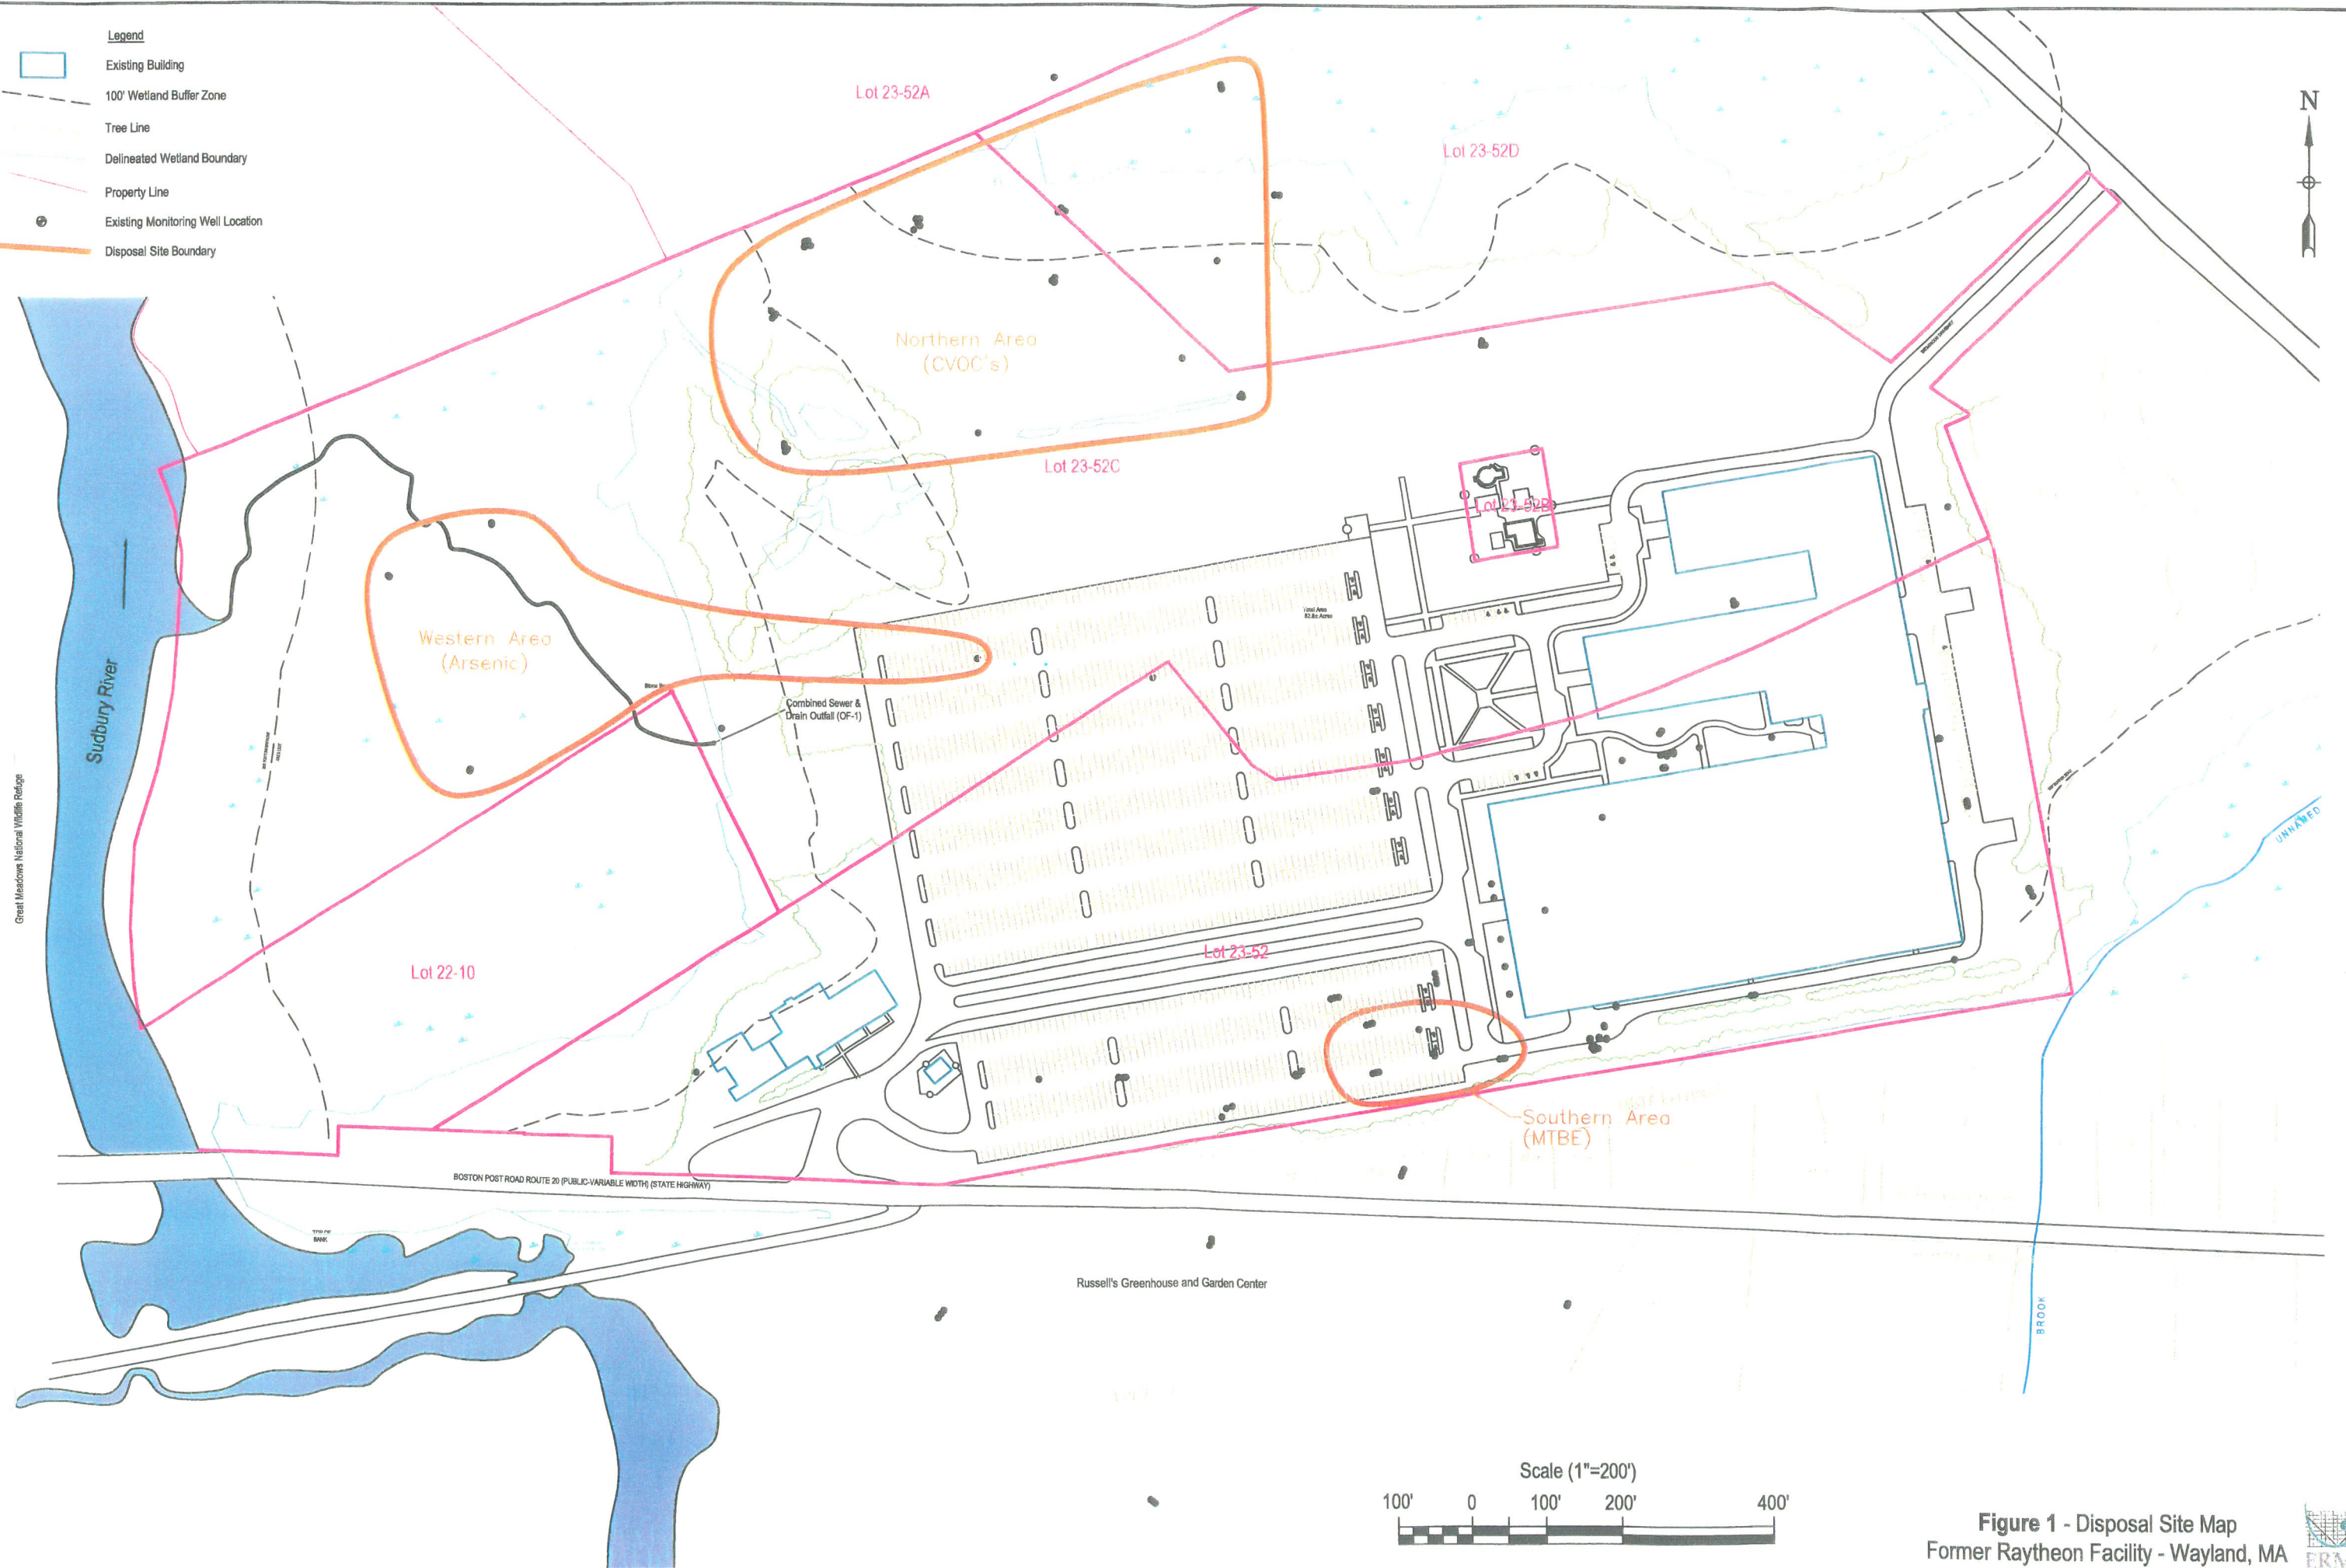 Legend
Existing Building
100' Wetland Buffer Zone
Tree Line
Delineated Wetland Boundary
Property Line
Existing Monitoring Well Location
Disposal Site Boundary
Lot 23-52A
Lot 23-52D
N
Northern Area
(CVOC's)
Lot 23-52C
Lot 23-52B
Western Area
(Arsenic)
Combined Sewer &
Drain Outfall (OF-1)
Sudbury River
Great Meadows National Wildlife Refuge
Lot 22-10
Lot 23-52
UNNAMED
BROOK
Southern Area
(MTBE)
BOSTON POST ROAD ROUTE 20 (PUBLIC-VARIABLE WIDTH) (STATE HIGHWAY)
TOP OF
BANK
Russell's Greenhouse and Garden Center
Scale (1"=200')
100' 0 100' 200' 400'
Figure 1 - Disposal Site Map
Former Raytheon Facility - Wayland, MA
ERM